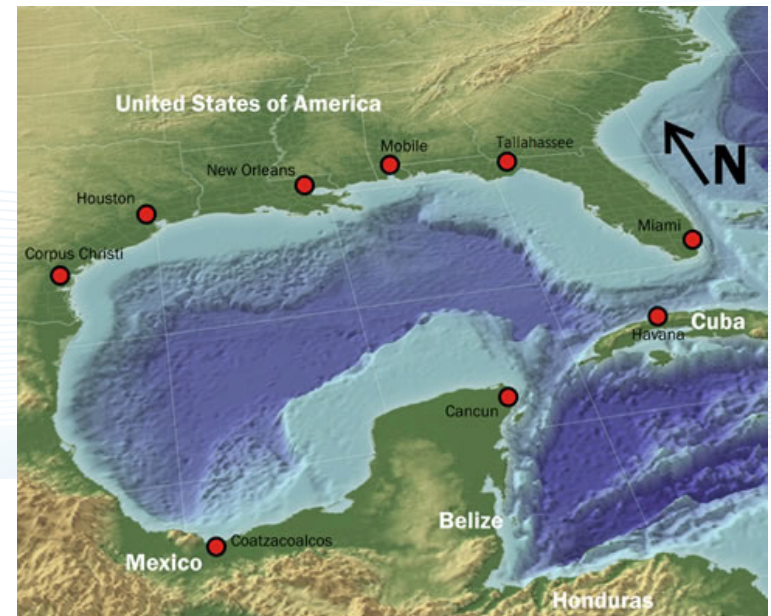 United States of America
Mobile
Tallahassee
N
New Orleans
Houston
Miami
Corpus Christi
Cuba
Havana
Cancun
Belize
Coatzacoalcos
Mexico
Honduras